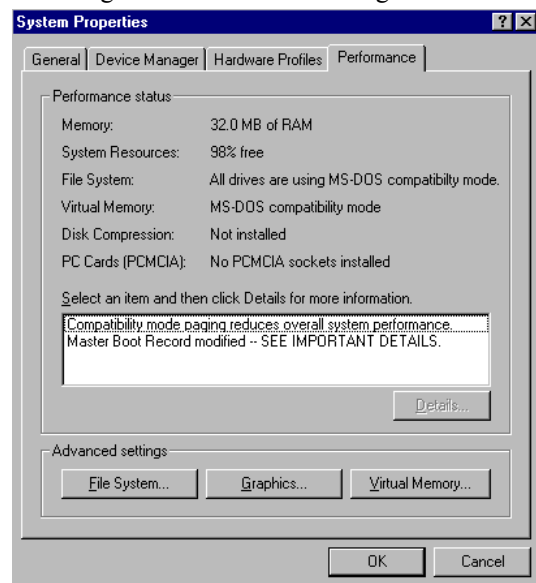 System Properties
? X
General Device Manager Hardware Profiles Performance
Performance status
Memory: 32.0 MB of RAM
System Resources: 98% free
File System: All drives are using MS-DOS compatibilty mode.
Virtual Memory: MS-DOS compatibility mode
Disk Compression: Not installed
PC Cards (PCMCIA): No PCMCIA sockets installed
Select an item and then click Details for more information.
Compatibility mode paging reduces overall system performance.
Master Boot Record modified -- SEE IMPORTANT DETAILS.
Details...
Advanced settings
File System... Graphics... Virtual Memory...
OK Cancel